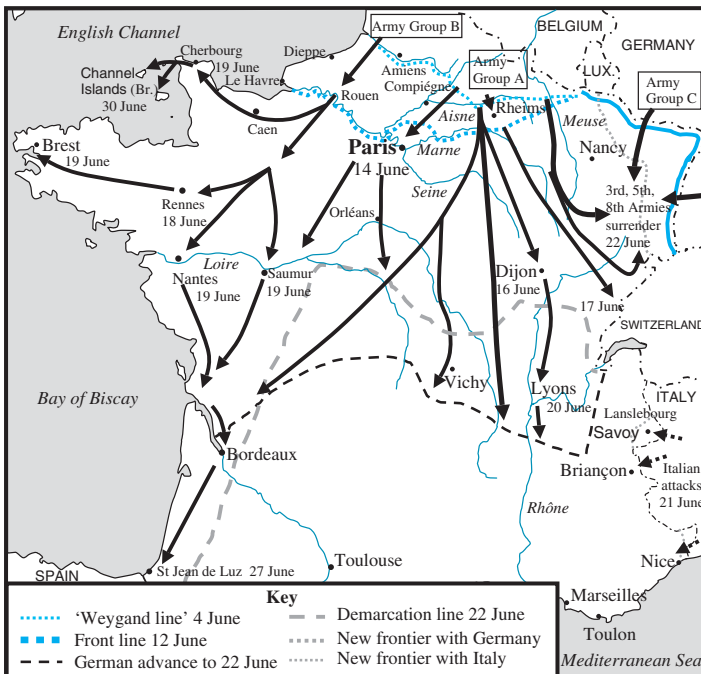 English Channel
Army Group B
BELGIUM
GERMANY
Cherbourg
19 June
Dieppe
Channel
Islands (Br.)
30 June
Le Havre
Amiens
Compiégne
Army
Group A
LUX.
Army
Group C
Rouen
Caen
Aisne
Rheims
Meuse
Brest
19 June
Paris
14 June
Marne
Nancy
Seine
3rd, 5th,
8th Armies
surrender
22 June
Rennes
18 June
Orléans
Loire
Nantes
19 June
Saumur
19 June
Dijon
16 June
17 June
SWITZERLAND
Vichy
Lyons
20 June
Bay of Biscay
ITALY
Lanslebourg
Savoy
Bordeaux
Briançon
Italian
attacks
21 June
Rhône
SPAIN
St Jean de Luz 27 June
Toulouse
Nice
Marseilles
Toulon
Mediterranean Sea
Key
'Weygand line' 4 June
Front line 12 June
German advance to 22 June
Demarcation line 22 June
New frontier with Germany
New frontier with Italy